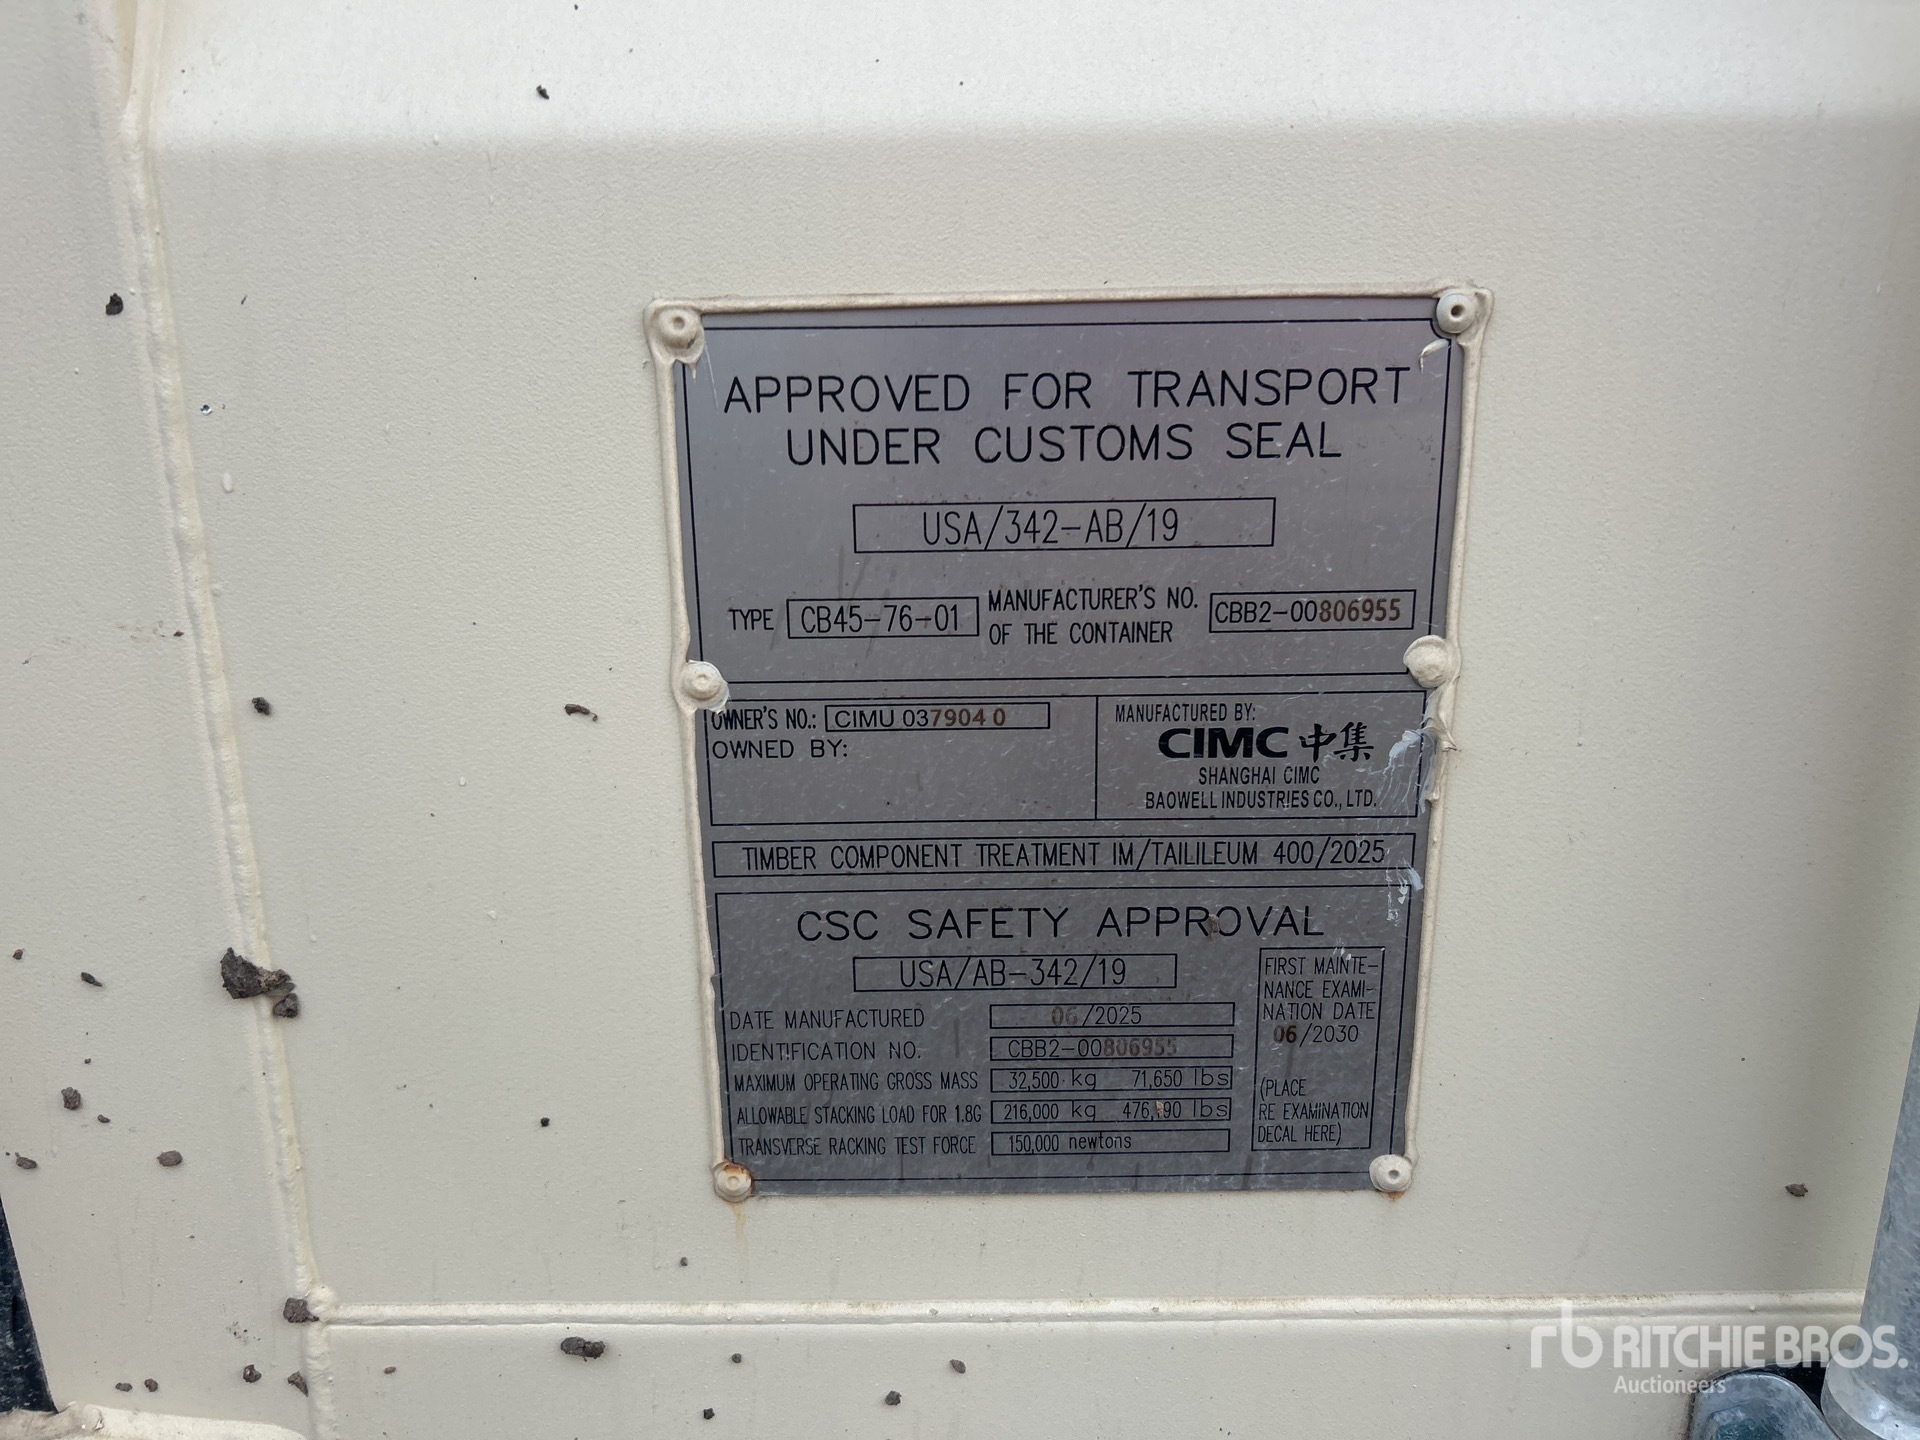 APPROVED FOR TRANSPORT
UNDER CUSTOMS SEAL
USA/342-AB/19
TYPE CB45-76-01 MANUFACTURER'S NO. OF THE CONTAINER CBB2-00806955
OWNER'S NO.: CIMU 0379040
OWNED BY:
MANUFACTURED BY:
CIMC 中集
SHANGHAI CIMC
BAOWELL INDUSTRIES CO., LTD.
TIMBER COMPONENT TREATMENT IM/TAILILEUM 400/2025
CSC SAFETY APPROVAL
USA/AB-342/19
DATE MANUFACTURED 06/2025
IDENTIFICATION NO. CBB2-00806955
MAXIMUM OPERATING GROSS MASS 32,500 kg 71,650 lbs
ALLOWABLE STACKING LOAD FOR 1.8G 216,000 kg 476,190 lbs
TRANSVERSE RACKING TEST FORCE 150,000 newtons
FIRST MAINTE-
NANCE EXAMI-
NATION DATE
06/2030
(PLACE
RE EXAMINATION
DECAL HERE)
rb RITCHIE BROS.
Auctioneers